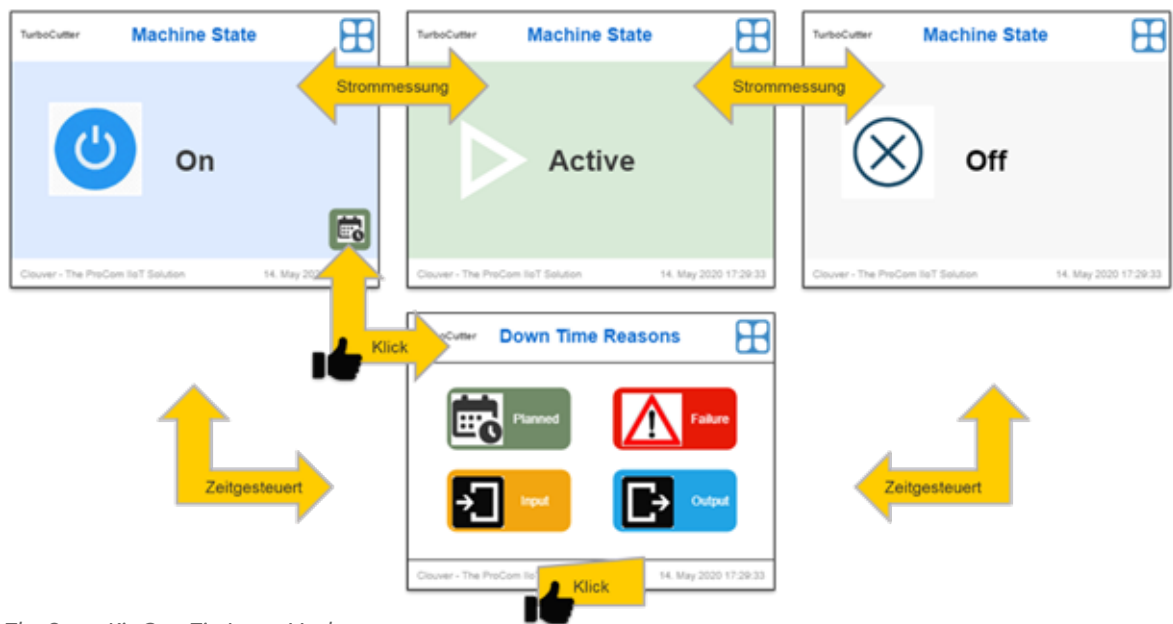 TurboCutter Machine State
TurboCutter Machine State
TurboCutter Machine State
Strommessung
Strommessung
On
Active
Off
Clouver - The ProCom IIoT Solution 14. May
Clouver - The ProCom IIoT Solution 14. May 2020 17:29:33
Clouver - The ProCom IIoT Solution 14. May 2020 17:29:33
Klick
Down Time Reasons
Planned
Failure
Zeitgesteuert
Zeitgesteuert
Input
Output
Clouver - The ProCom 14. May 2020 17:29:33
Klick